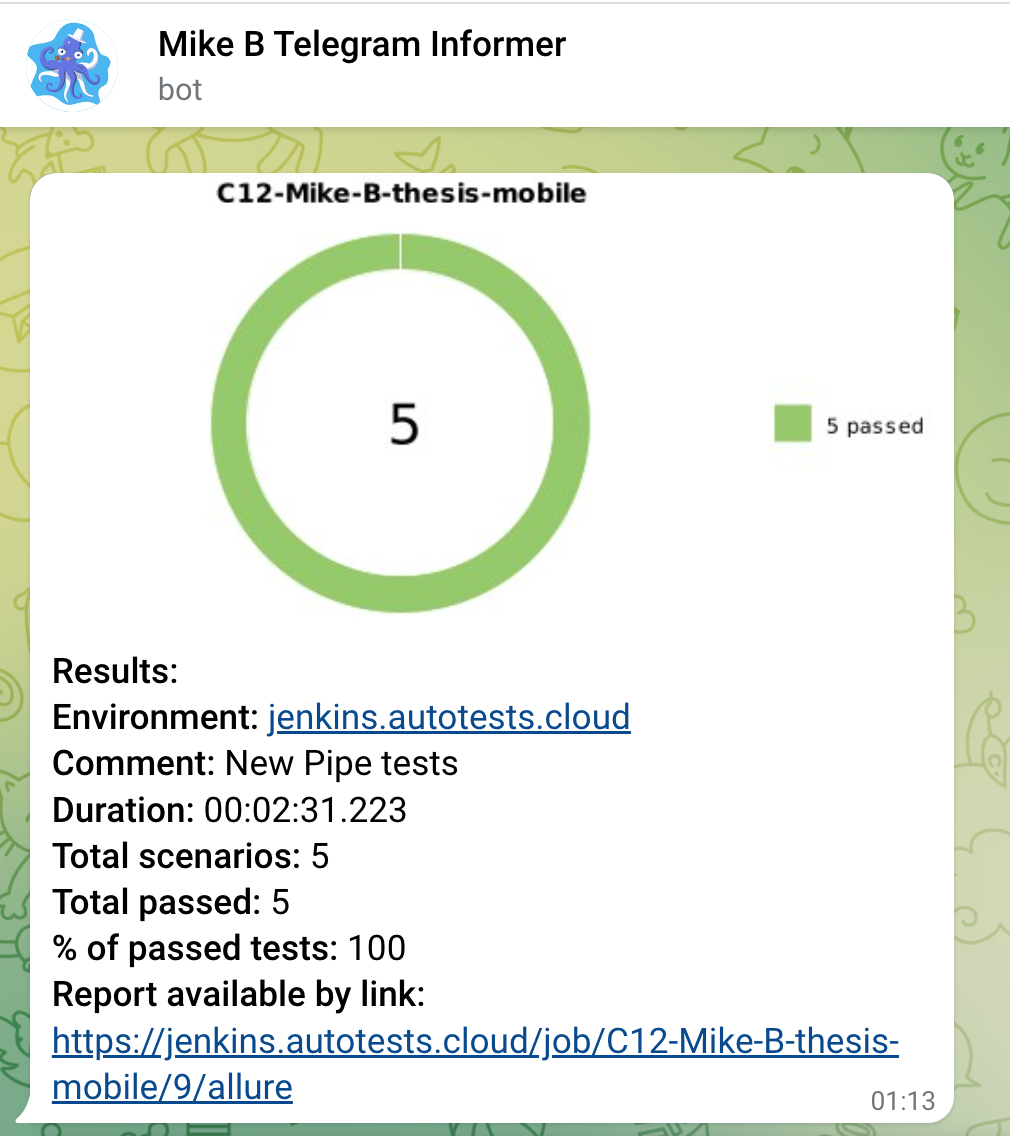 Mike B Telegram Informer
bot
C12-Mike-B-thesis-mobile
5
5 passed
Results:
Environment: jenkins.autotests.cloud
Comment: New Pipe tests
Duration: 00:02:31.223
Total scenarios: 5
Total passed: 5
% of passed tests: 100
Report available by link:
https://jenkins.autotests.cloud/job/C12-Mike-B-thesis-
mobile/9/allure
01:13